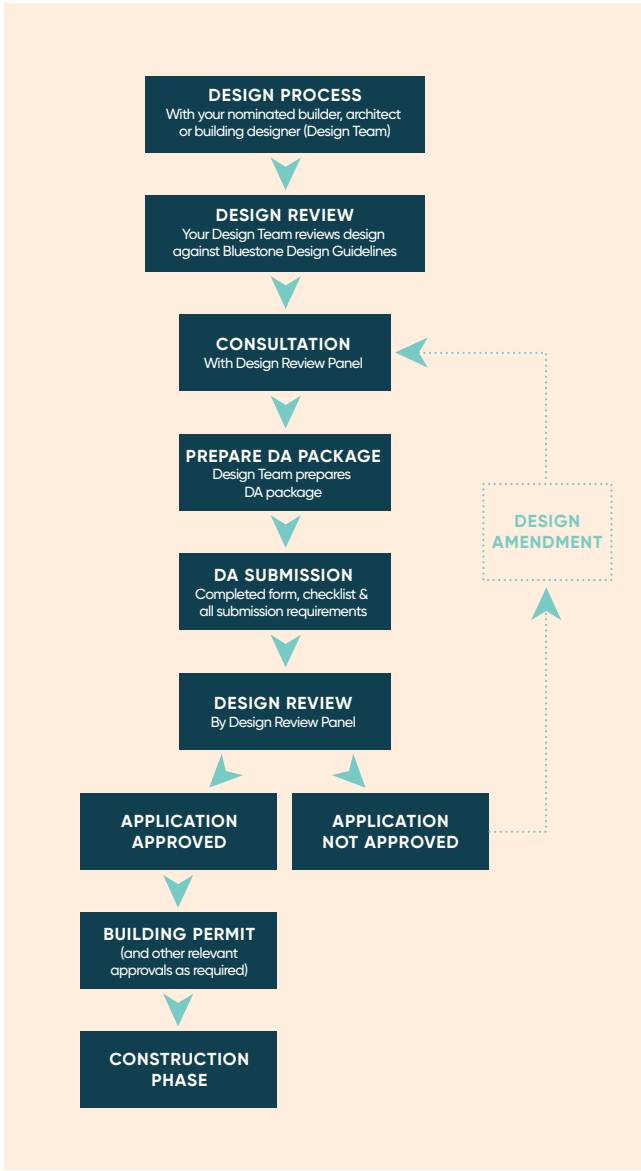 DESIGN PROCESS
With your nominated builder, architect
or building designer (Design Team)
DESIGN REVIEW
Your Design Team reviews design
against Bluestone Design Guidelines
CONSULTATION
With Design Review Panel
PREPARE DA PACKAGE
Design Team prepares
DA package
DESIGN
AMENDMENT
DA SUBMISSION
Completed form, checklist &
all submission requirements
DESIGN REVIEW
By Design Review Panel
APPLICATION
APPROVED
APPLICATION
NOT APPROVED
BUILDING PERMIT
(and other relevant
approvals as required)
CONSTRUCTION
PHASE